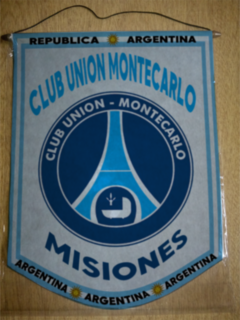 REPUBLICA ARGENTINA
CLUB UNION MONTECARLO
CLUB UNION - MONTECARLO
MISIONES
ARGENTINA ARGENTINA ARGENTINA